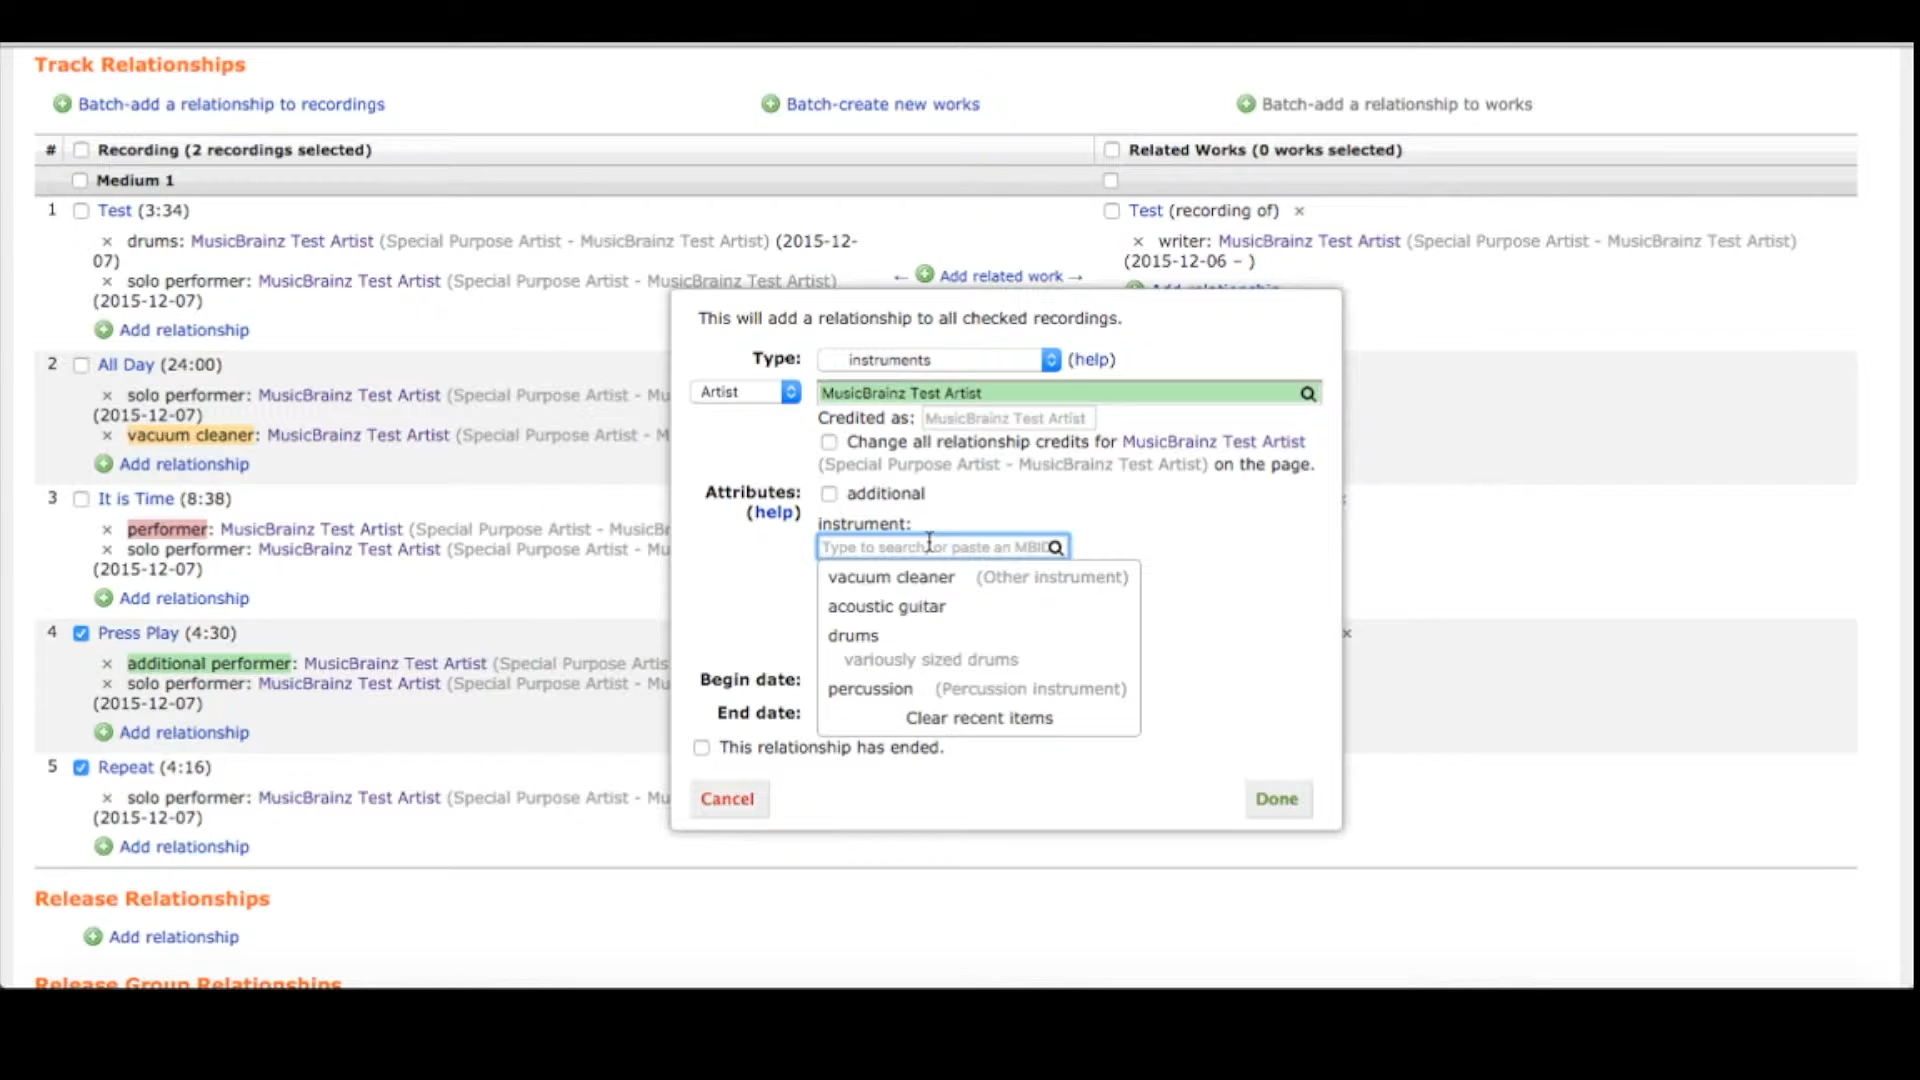 Track Relationships
Batch-add a relationship to recordings
Batch-create new works
Batch-add a relationship to works
# Recording (2 recordings selected)
Related Works (0 works selected)
Medium 1
1 Test (3:34)
Test (recording of) ×
× drums: MusicBrainz Test Artist (Special Purpose Artist - MusicBrainz Test Artist) (2015-12-
07)
× writer: MusicBrainz Test Artist (Special Purpose Artist - MusicBrainz Test Artist)
(2015-12-06 – )
× solo performer: MusicBrainz Test Artist (Special Purpose Artist - MusicBrainz Test Artist)
(2015-12-07)
← Add related work →
Add relationship
Add relationship
2 All Day (24:00)
× solo performer: MusicBrainz Test Artist (Special Purpose Artist - Mu
(2015-12-07)
× vacuum cleaner: MusicBrainz Test Artist (Special Purpose Artist - M
Add relationship
3 It is Time (8:38)
× performer: MusicBrainz Test Artist (Special Purpose Artist - MusicBr
× solo performer: MusicBrainz Test Artist (Special Purpose Artist - Mu
(2015-12-07)
Add relationship
4 Press Play (4:30)
×
× additional performer: MusicBrainz Test Artist (Special Purpose Artis
× solo performer: MusicBrainz Test Artist (Special Purpose Artist - Mu
(2015-12-07)
Add relationship
5 Repeat (4:16)
× solo performer: MusicBrainz Test Artist (Special Purpose Artist - Mu
(2015-12-07)
Add relationship
This will add a relationship to all checked recordings.
Type: instruments (help)
Artist MusicBrainz Test Artist
Credited as: MusicBrainz Test Artist
Change all relationship credits for MusicBrainz Test Artist
(Special Purpose Artist - MusicBrainz Test Artist) on the page.
Attributes: additional
(help)
instrument:
Type to search, or paste an MBID
vacuum cleaner (Other instrument)
acoustic guitar
drums
variously sized drums
percussion (Percussion instrument)
Clear recent items
Begin date:
End date:
This relationship has ended.
Cancel
Done
Release Relationships
Add relationship
Release Group Relationships